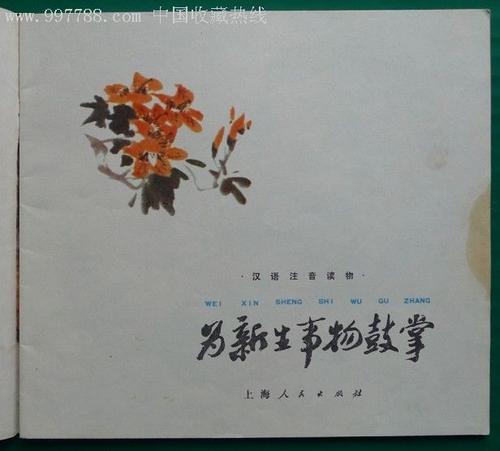 www.997788.com 中国收藏热线
·汉语注音读物·
WEI XIN SHENG SHI WU GU ZHANG
为新生事物鼓掌
上海人民出版社